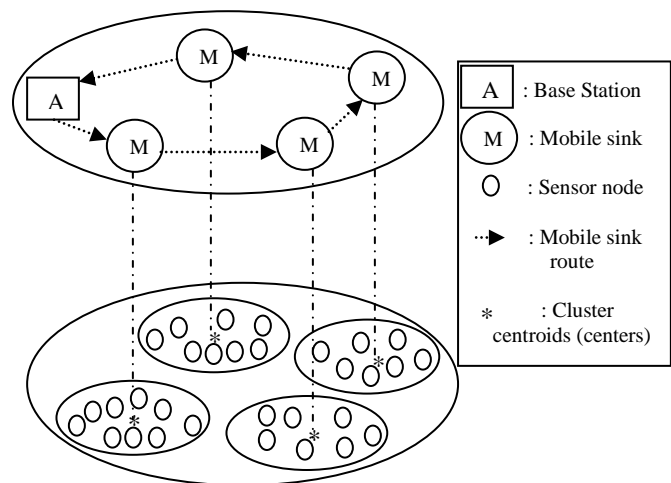 M
M
A
M
M
*
*
*
*
A : Base Station
M : Mobile sink
: Sensor node
: Mobile sink
route
* : Cluster
centroids (centers)